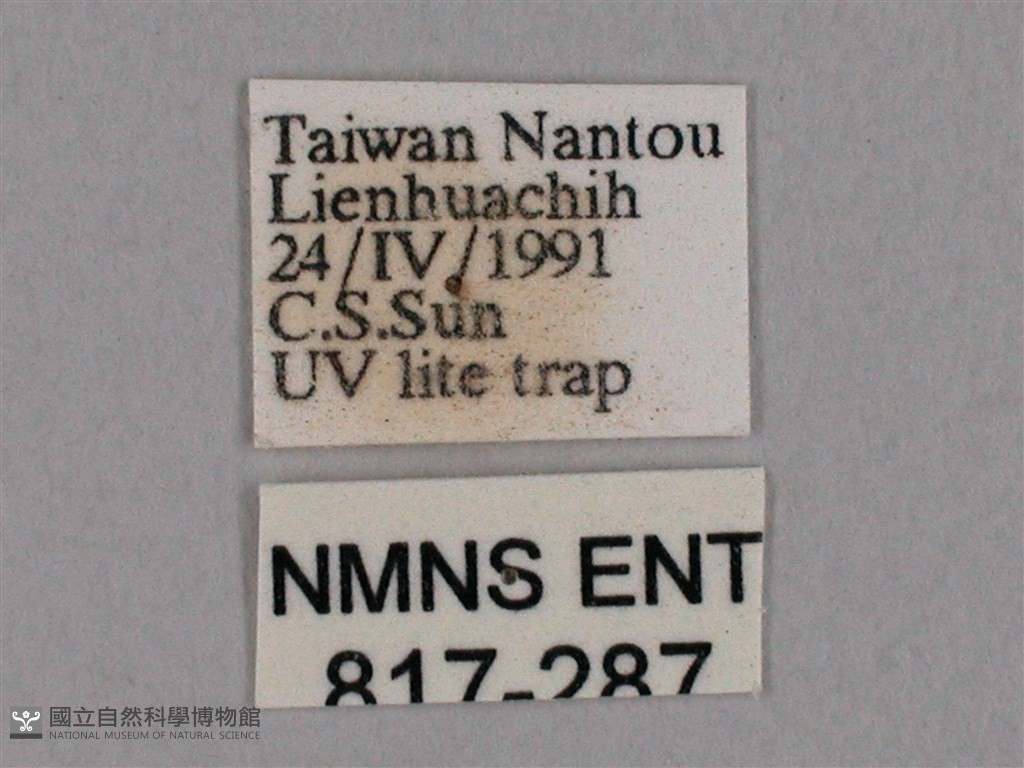 Taiwan Nantou
Lienhuachih
24/IV/1991
C.S.Sun
UV lite trap
NMNS ENT
817-287
國立自然科學博物館
NATIONAL MUSEUM OF NATURAL SCIENCE